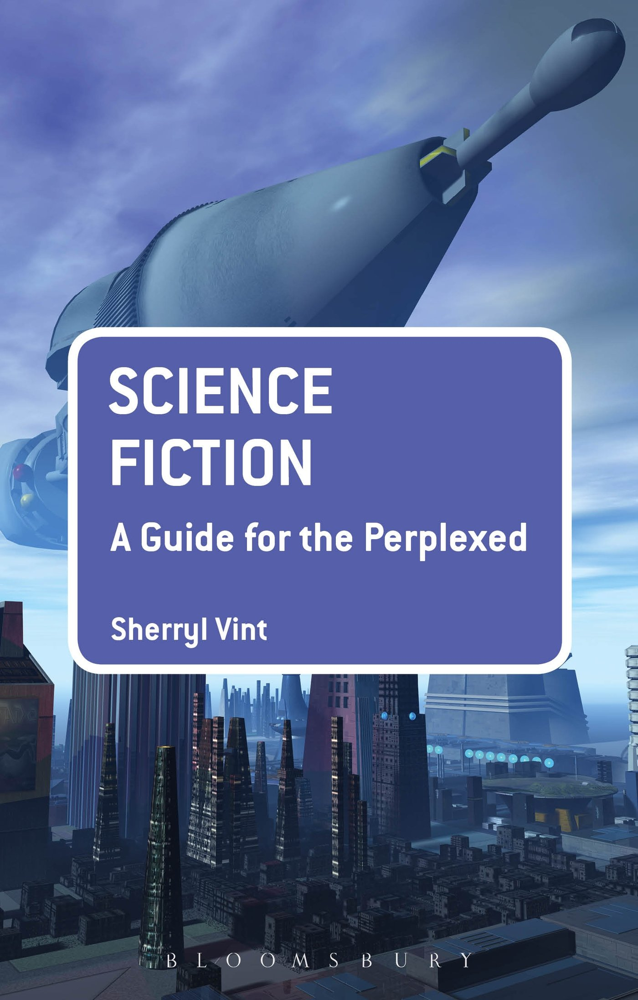 SCIENCE
FICTION
A Guide for the Perplexed
Sherryl Vint
BLOOMSBURY